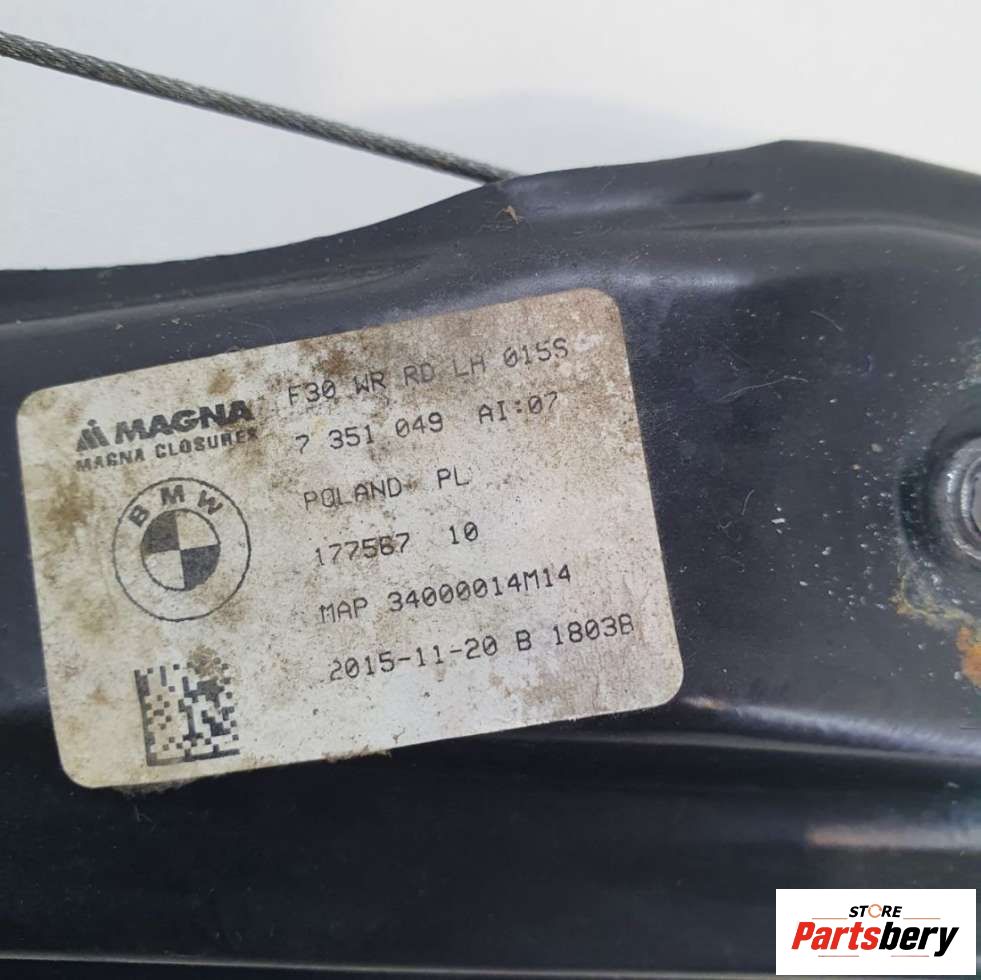 F30 WR RD LH 015S
MAGNA
MAGNA CLOSURES
7 351 049 AI:07
POLAND PL
BMW
177567 10
MAP 34000014M14
2015-11-20 B 1803B
STORE
Partsbery